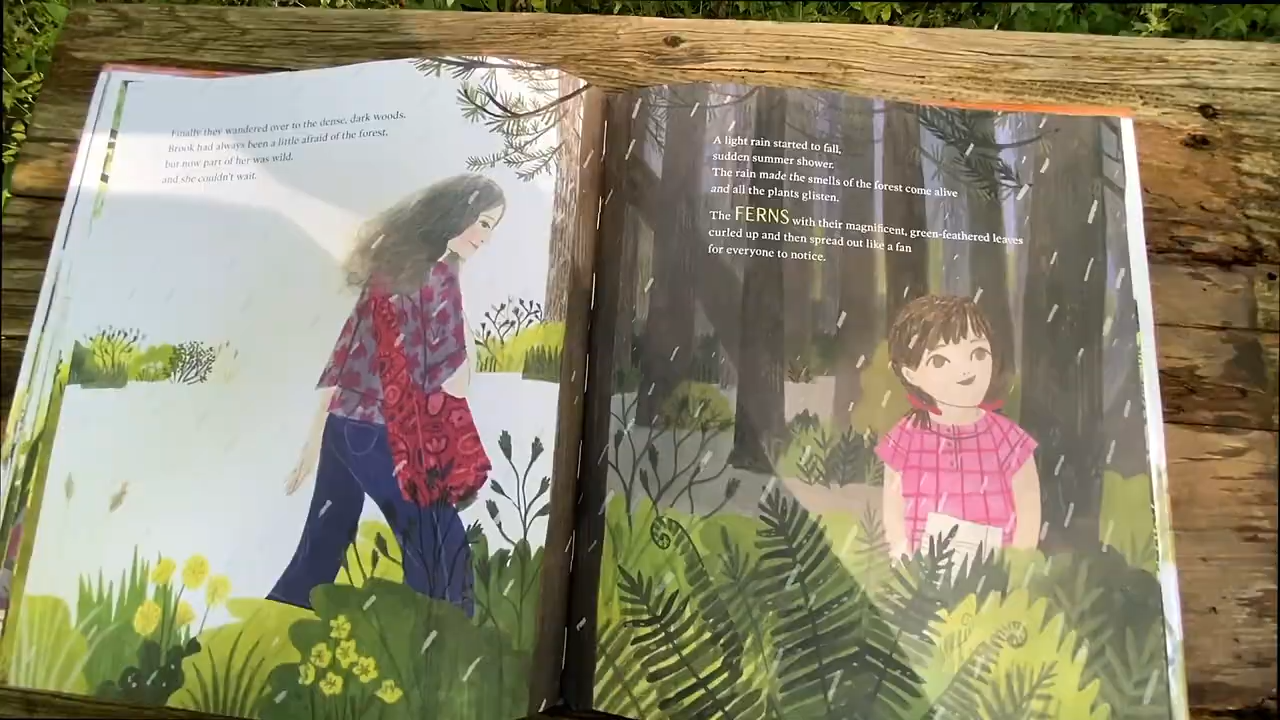 Finally they wandered over to the dense, dark woods.
Brook had always been a little afraid of the forest,
but now part of her was wild,
and she couldn't wait.
A light rain started to fall,
sudden summer shower.
The rain made the smells of the forest come alive
and all the plants glisten.
The FERNS with their magnificent, green-feathered leaves
curled up and then spread out like a fan
for everyone to notice.